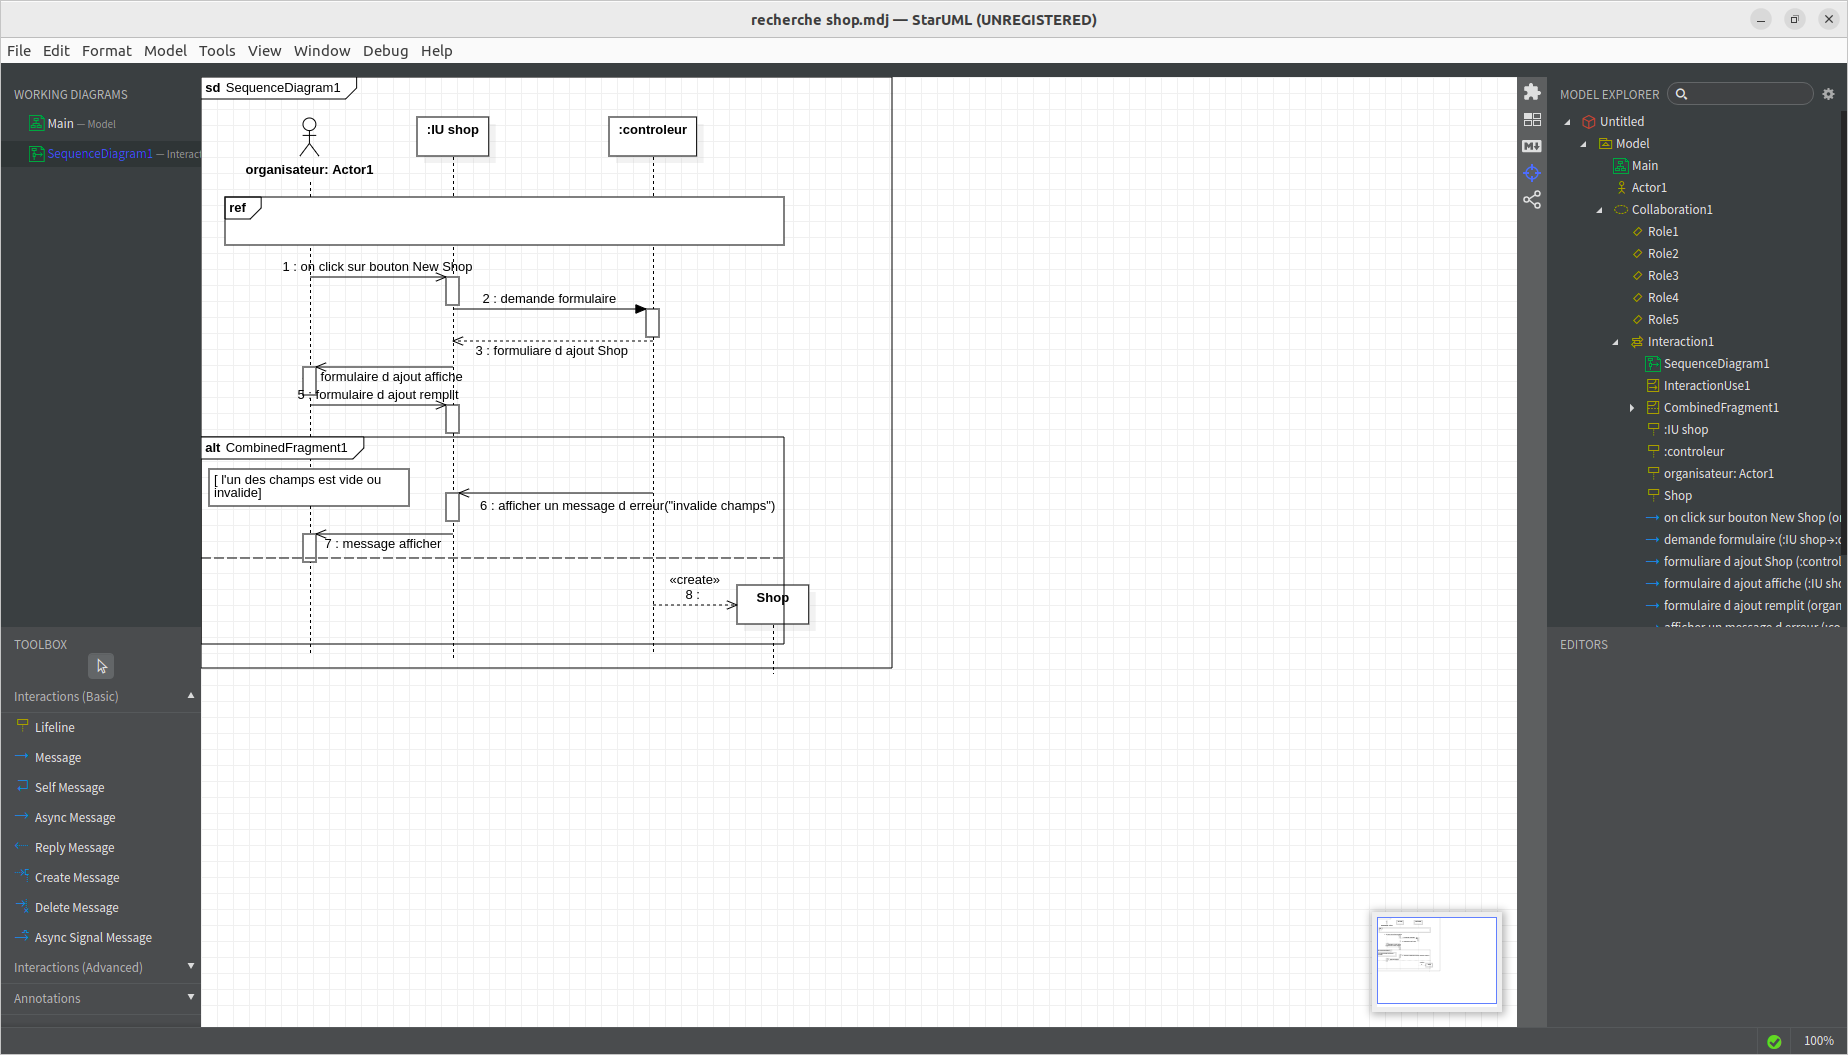 recherche shop.mdj — StarUML (UNREGISTERED)
File Edit Format Model Tools View Window Debug Help
WORKING DIAGRAMS
Main — Model
SequenceDiagram1 — Interact
TOOLBOX
Interactions (Basic)
Lifeline
Message
Self Message
Async Message
Reply Message
Create Message
Delete Message
Async Signal Message
Interactions (Advanced)
Annotations
sd SequenceDiagram1
organisateur: Actor1
:IU shop
:controleur
ref
1 : on click sur bouton New Shop
2 : demande formulaire
3 : formuliare d ajout Shop
formulaire d ajout affiche
5 : formulaire d ajout remplit
alt CombinedFragment1
[ l'un des champs est vide ou
invalide]
6 : afficher un message d erreur("invalide champs")
7 : message afficher
«create»
8 :
Shop
MODEL EXPLORER
Untitled
Model
Main
Actor1
Collaboration1
Role1
Role2
Role3
Role4
Role5
Interaction1
SequenceDiagram1
InteractionUse1
CombinedFragment1
:IU shop
:controleur
organisateur: Actor1
Shop
on click sur bouton New Shop (or
demande formulaire (:IU shop→:c
formuliare d ajout Shop (:control
formulaire d ajout affiche (:IU sho
formulaire d ajout remplit (organ
afficher un message d erreur (:co
EDITORS
100%